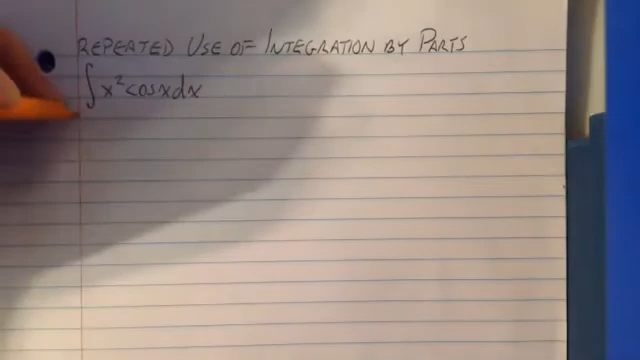 REPEATED USE OF INTEGRATION BY PARTS
∫x²cosxdx